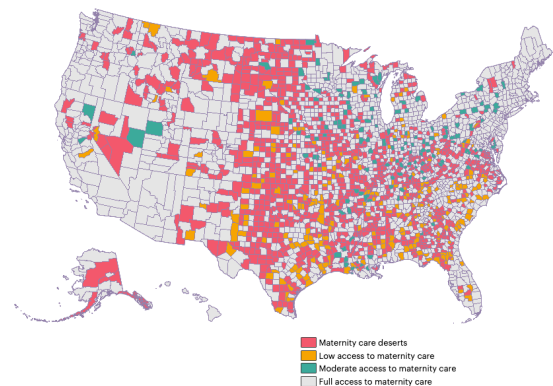 Maternity care deserts
Low access to maternity care
Moderate access to maternity care
Full access to maternity care